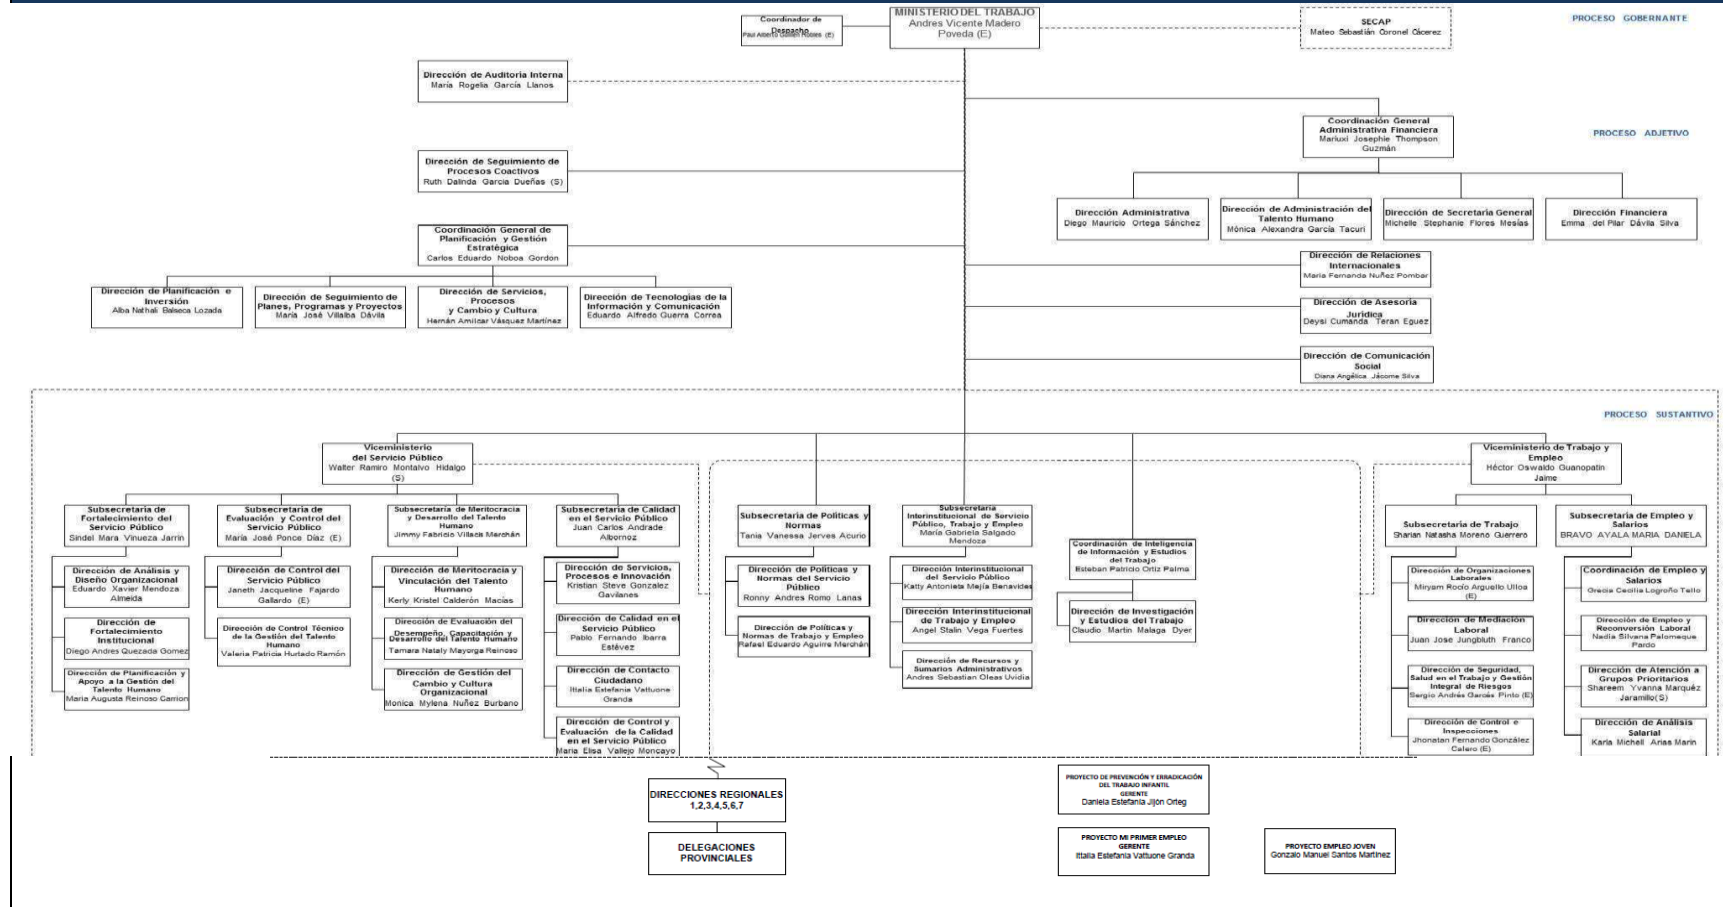 MINISTERIO DEL TRABAJO
Andres Vicente Madero
Poveda (E)
Coordinador de
Despacho
Paul Alberto Robles (E)
SECAP
Mateo Sebastián Coronel Cácerez
PROCESO GOBERNANTE
Dirección de Auditoría Interna
María Rogelia García Llanos
Coordinación General
Administrativa Financiera
Mariuxi Josephie Thompson
Guzmán
PROCESO ADJETIVO
Dirección de Seguimiento de
Procesos Coactivos
Ruth Dalinda Garcia Dueñas (S)
Dirección Administrativa
Diego Mauricio Ortega Sánchez
Dirección de Administración del
Talento Humano
Mónica Alexandra García Tacuri
Dirección de Secretaría General
Michelle Stephanie Flores Mesías
Dirección Financiera
Emma del Pilar Dávila Silva
Coordinación General de
Planificación y Gestión
Estratégica
Carlos Eduardo Noboa Gordon
Dirección de Planificación e
Inversión
Alba Nathali Balseca Lozada
Dirección de Seguimiento de
Planes, Programas y Proyectos
María José Villalba Dávila
Dirección de Servicios,
Procesos
y Cambio y Cultura
Hernán Amilcar Vásquez Martínez
Dirección de Tecnologías de la
Información y Comunicación
Eduardo Alfredo Guerra Correa
Dirección de Relaciones
Internacionales
Maria Fernanda Nuñez Pombar
Dirección de Asesoría
Jurídica
Deysi Cumanda Teran Eguez
Dirección de Comunicación
Social
Diana Angélica Jácome Silva
PROCESO SUSTANTIVO
Viceministerio
del Servicio Público
Walter Ramiro Montalvo Hidalgo
(S)
Viceministerio de Trabajo y
Empleo
Héctor Oswaldo Guanopatin
Jaime
Subsecretaría de
Fortalecimiento del
Servicio Público
Sindel Mara Vinueza Jarrin
Subsecretaría de
Evaluación y Control del
Servicio Público
María José Ponce Díaz (E)
Subsecretaría de Meritocracia
y Desarrollo del Talento
Humano
Jimmy Fabricio Villacis Merchán
Subsecretaría de Calidad
en el Servicio Público
Juan Carlos Andrade
Albornoz
Subsecretaría de Políticas y
Normas
Tania Vanessa Jerves Acurio
Subsecretaría
Interinstitucional de Servicio
Público, Trabajo y Empleo
María Gabriela Salgado
Mendoza
Coordinación de Inteligencia
de Información y Estudios
del Trabajo
Esteban Patricio Ortiz Palma
Subsecretaría de Trabajo
Sharian Natasha Moreno Guerrero
Subsecretaría de Empleo y
Salarios
BRAVO AYALA MARIA DANIELA
Dirección de Análisis y
Diseño Organizacional
Eduardo Xavier Mendoza
Almeida
Dirección de
Fortalecimiento
Institucional
Diego Andres Quezada Gomez
Dirección de Planificación y
Apoyo a la Gestión del
Talento Humano
Maria Augusta Reinoso Carrion
Dirección de Control del
Servicio Público
Janeth Jacqueline Fajardo
Gallardo (E)
Dirección de Control Técnico
de la Gestión del Talento
Humano
Valeria Patricia Hurtado Ramón
Dirección de Meritocracia y
Vinculación del Talento
Humano
Kerly Kristel Calderón Macías
Dirección de Evaluación del
Desempeño, Capacitación y
Desarrollo del Talento Humano
Tamara Nataly Mayorga Reinoso
Dirección de Gestión del
Cambio y Cultura
Organizacional
Monica Mylena Nuñez Burbano
Dirección de Servicios,
Procesos e Innovación
Kristian Steve Gonzalez
Gavilanes
Dirección de Calidad en el
Servicio Público
Pablo Fernando Ibarra
Estévez
Dirección de Contacto
Ciudadano
Ittalia Estefania Vattuone
Granda
Dirección de Control y
Evaluación de la Calidad
en el Servicio Público
Maria Elisa Vallejo Moncayo
Dirección de Políticas y
Normas del Servicio
Público
Ronny Andres Romo Lanas
Dirección de Políticas y
Normas de Trabajo y Empleo
Rafael Eduardo Aguirre Merchán
Dirección Interinstitucional
del Servicio Público
Katty Antonieta Mejía Benavides
Dirección Interinstitucional
de Trabajo y Empleo
Angel Stalin Vega Fuertes
Dirección de Recursos y
Sumarios Administrativos
Andres Sebastian Oleas Uvidia
Dirección de Investigación
y Estudios del Trabajo
Claudio Martin Malaga Dyer
Dirección de Organizaciones
Laborales
Miryam Rocío Arguello Ulloa
(E)
Dirección de Mediación
Laboral
Juan Jose Jungbluth Franco
Dirección de Seguridad,
Salud en el Trabajo y Gestión
Integral de Riesgos
Sergio Andrés Garcés Pinto (E)
Dirección de Control e
Inspecciones
Jhonatan Fernando González
Calero (E)
Coordinación de Empleo y
Salarios
Grecia Cecilia Logroño Tello
Dirección de Empleo y
Reconversión Laboral
Nadia Silvana Palomeque
Pardo
Dirección de Atención a
Grupos Prioritarios
Shareem Yvanna Marquéz
Jaramillo(S)
Dirección de Análisis
Salarial
Karla Michell Arias Marin
DIRECCIONES REGIONALES
1,2,3,4,5,6,7
DELEGACIONES
PROVINCIALES
PROYECTO DE PREVENCIÓN Y ERRADICACIÓN
DEL TRABAJO INFANTIL
GERENTE
Daniela Estefania Jijón Orteg
PROYECTO MI PRIMER EMPLEO
GERENTE
Ittalia Estefania Vattuone Granda
PROYECTO EMPLEO JOVEN
Gonzalo Manuel Santos Martinez